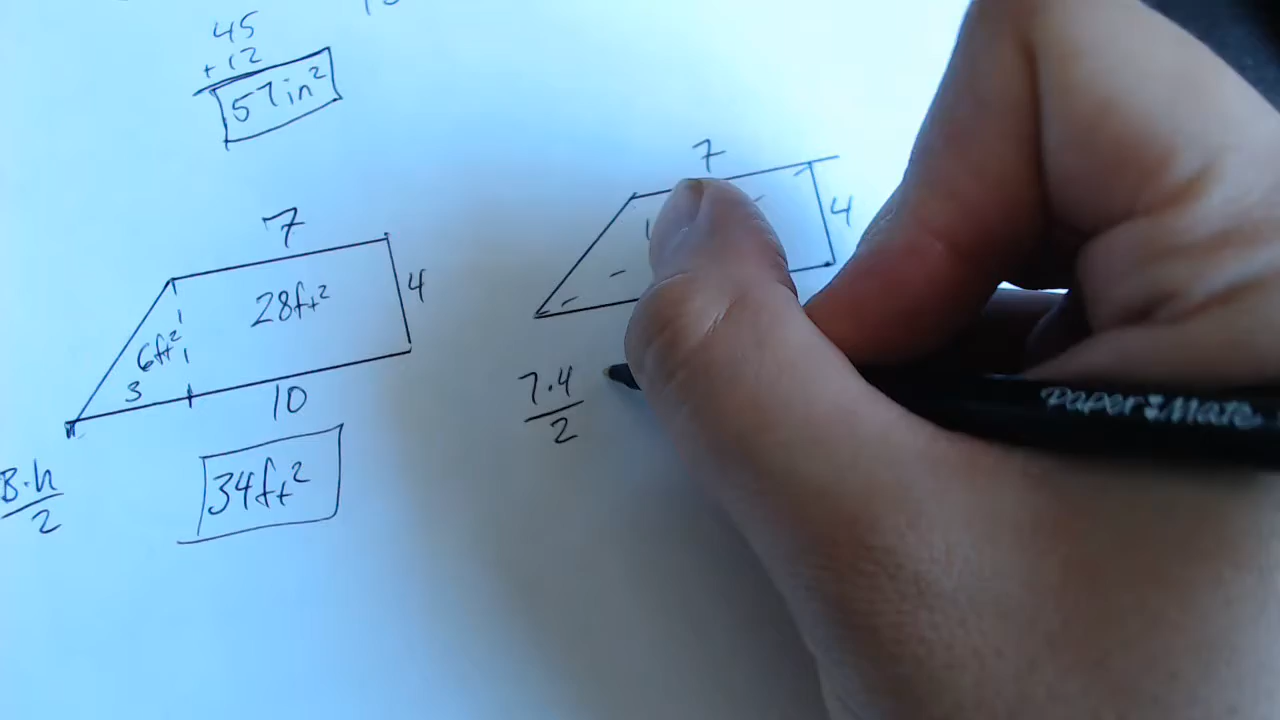 45
+12
57in²
7
28ft²
4
6ft²
3
10
B·h
2
34ft²
7
4
7·4
2
Paper Mate